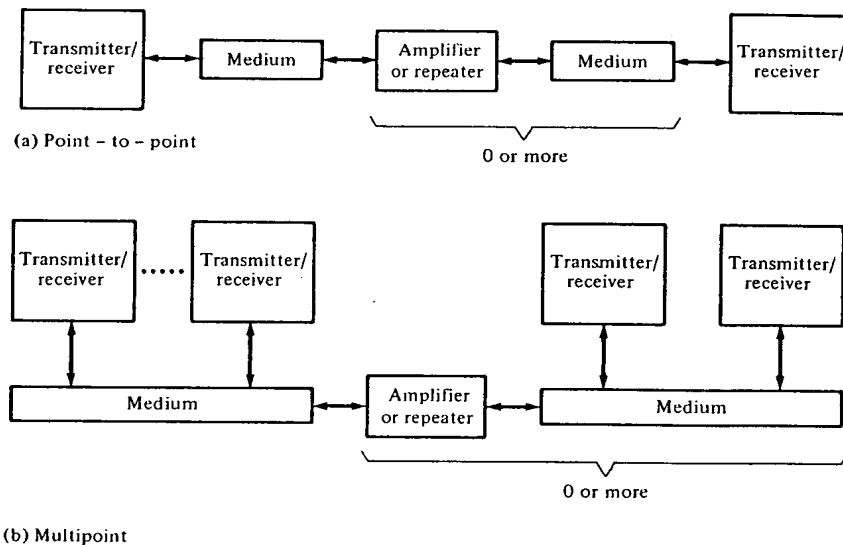 Transmitter/
receiver
Medium
Amplifier
or repeater
Medium
Transmitter/
receiver
(a) Point – to – point
0 or more
Transmitter/
receiver
Transmitter/
receiver
Transmitter/
receiver
Transmitter/
receiver
Medium
Amplifier
or repeater
Medium
0 or more
(b) Multipoint